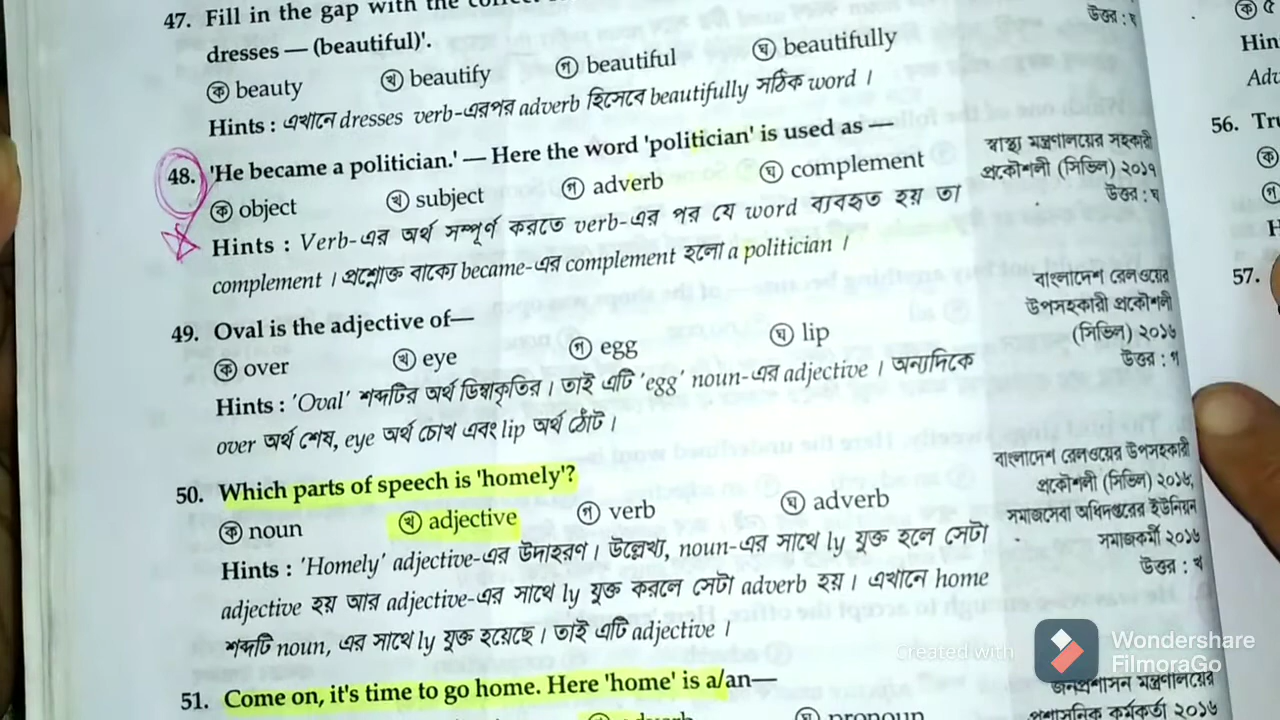 47. Fill in the gap with the
dresses — (beautiful)'.
ক beauty খ beautify গ beautiful ঘ beautifully
উত্তর : ঘ
Hints : এখানে dresses verb-এরপর adverb হিসেবে beautifully সঠিক word ।
48. 'He became a politician.' — Here the word 'politician' is used as —
ক object খ subject গ adverb ঘ complement
স্বাস্থ্য মন্ত্রণালয়ের সহকারী
প্রকৌশলী (সিভিল) ২০১৭
উত্তর : ঘ
Hints : Verb-এর অর্থ সম্পূর্ণ করতে verb-এর পর যে word ব্যবহৃত হয় তা
complement । প্রশ্নোক্ত বাক্যে became-এর complement হলো a politician ।
49. Oval is the adjective of—
ক over খ eye গ egg ঘ lip
বাংলাদেশ রেলওয়ের
উপসহকারী প্রকৌশলী
(সিভিল) ২০১৬
উত্তর : গ
Hints : 'Oval' শব্দটির অর্থ ডিম্বাকৃতির । তাই এটি 'egg' noun-এর adjective । অন্যদিকে
over অর্থ শেষ, eye অর্থ চোখ এবং lip অর্থ ঠোঁট ।
50. Which parts of speech is 'homely'?
ক noun খ adjective গ verb ঘ adverb
বাংলাদেশ রেলওয়ের উপসহকারী
প্রকৌশলী (সিভিল) ২০১৬,
সমাজসেবা অধিদপ্তরের ইউনিয়ন
সমাজকর্মী ২০১৬
উত্তর : খ
Hints : 'Homely' adjective-এর উদাহরণ । উল্লেখ্য, noun-এর সাথে ly যুক্ত হলে সেটা
adjective হয় আর adjective-এর সাথে ly যুক্ত করলে সেটা adverb হয় । এখানে home
শব্দটি noun, এর সাথে ly যুক্ত হয়েছে । তাই এটি adjective ।
51. Come on, it's time to go home. Here 'home' is a/an—
adverb ঘ pronoun
জনপ্রশাসন মন্ত্রণালয়ের
প্রশাসনিক কর্মকর্তা ২০১৬
ক
Hin
Adv
56. Tru
ক
গ
H
57.
Created with
Wondershare
FilmoraGo